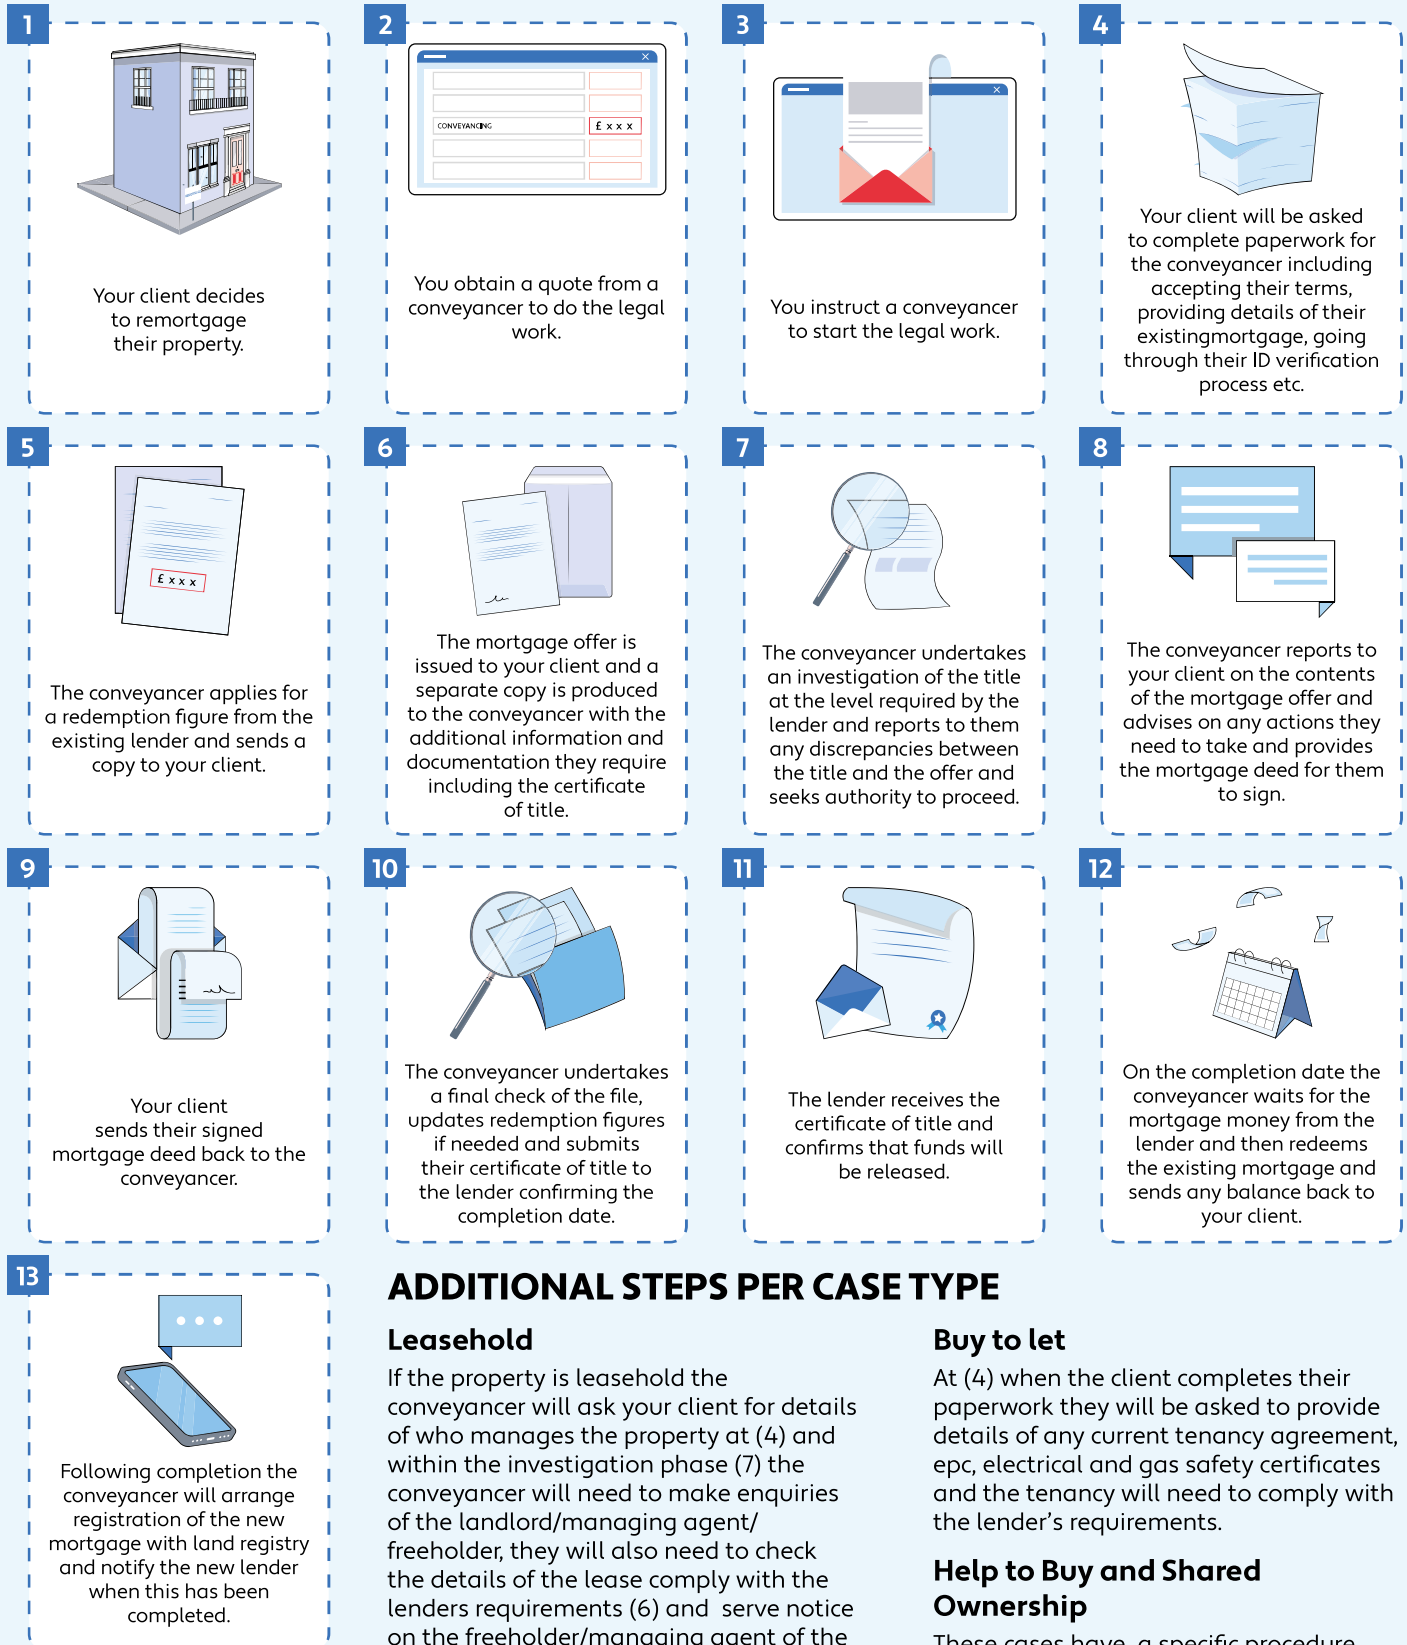 1
Your client decides
to remortgage
their property.
2
CONVEYANCING
£ x x x
You obtain a quote from a
conveyancer to do the legal
work.
3
You instruct a conveyancer
to start the legal work.
4
Your client will be asked
to complete paperwork for
the conveyancer including
accepting their terms,
providing details of their
existingmortgage, going
through their ID verification
process etc.
5
£ x x x
The conveyancer applies for
a redemption figure from the
existing lender and sends a
copy to your client.
6
The mortgage offer is
issued to your client and a
separate copy is produced
to the conveyancer with the
additional information and
documentation they require
including the certificate
of title.
7
The conveyancer undertakes
an investigation of the title
at the level required by the
lender and reports to them
any discrepancies between
the title and the offer and
seeks authority to proceed.
8
The conveyancer reports to
your client on the contents
of the mortgage offer and
advises on any actions they
need to take and provides
the mortgage deed for them
to sign.
9
Your client
sends their signed
mortgage deed back to the
conveyancer.
10
The conveyancer undertakes
a final check of the file,
updates redemption figures
if needed and submits
their certificate of title to
the lender confirming the
completion date.
11
The lender receives the
certificate of title and
confirms that funds will
be released.
12
On the completion date the
conveyancer waits for the
mortgage money from the
lender and then redeems
the existing mortgage and
sends any balance back to
your client.
13
Following completion the
conveyancer will arrange
registration of the new
mortgage with land registry
and notify the new lender
when this has been
completed.
ADDITIONAL STEPS PER CASE TYPE
Leasehold
If the property is leasehold the
conveyancer will ask your client for details
of who manages the property at (4) and
within the investigation phase (7) the
conveyancer will need to make enquiries
of the landlord/managing agent/
freeholder, they will also need to check
the details of the lease comply with the
lenders requirements (6) and serve notice
on the freeholder/managing agent of the
Buy to let
At (4) when the client completes their
paperwork they will be asked to provide
details of any current tenancy agreement,
epc, electrical and gas safety certificates
and the tenancy will need to comply with
the lender's requirements.
Help to Buy and Shared
Ownership
These cases have a specific procedure